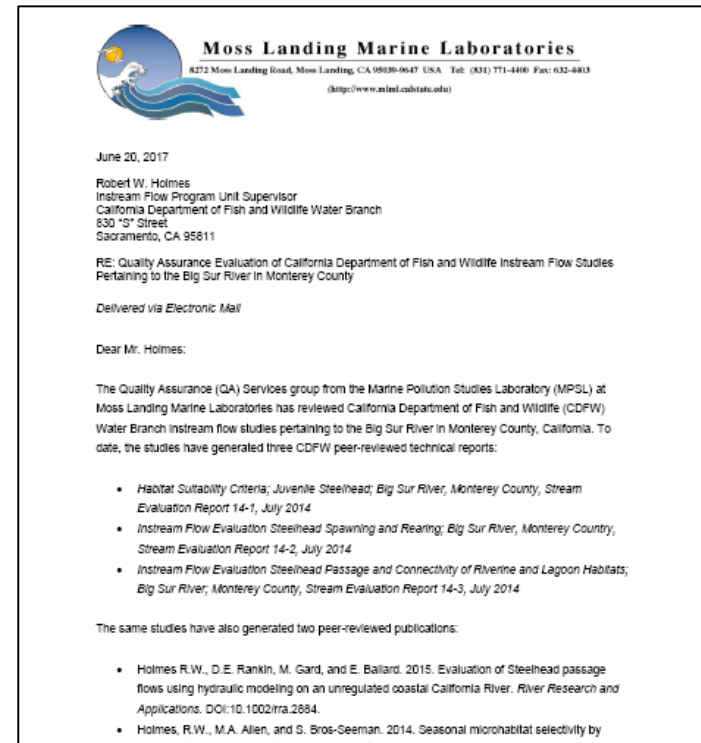 Moss Landing Marine Laboratories
8272 Moss Landing Road, Moss Landing, CA 95039-9647 USA Tel: (831) 771-4400 Fax: 632-4403
(http://www.mlml.calstate.edu)
June 20, 2017
Robert W. Holmes
Instream Flow Program Unit Supervisor
California Department of Fish and Wildlife Water Branch
830 "S" Street
Sacramento, CA 95811
RE: Quality Assurance Evaluation of California Department of Fish and Wildlife Instream Flow Studies
Pertaining to the Big Sur River in Monterey County
Delivered via Electronic Mail
Dear Mr. Holmes:
The Quality Assurance (QA) Services group from the Marine Pollution Studies Laboratory (MPSL) at
Moss Landing Marine Laboratories has reviewed California Department of Fish and Wildlife (CDFW)
Water Branch instream flow studies pertaining to the Big Sur River in Monterey County, California. To
date, the studies have generated three CDFW peer-reviewed technical reports:
• Habitat Suitability Criteria; Juvenile Steelhead; Big Sur River, Monterey County, Stream
Evaluation Report 14-1, July 2014
• Instream Flow Evaluation Steelhead Spawning and Rearing; Big Sur River, Monterey Country,
Stream Evaluation Report 14-2, July 2014
• Instream Flow Evaluation Steelhead Passage and Connectivity of Riverine and Lagoon Habitats;
Big Sur River; Monterey County, Stream Evaluation Report 14-3, July 2014
The same studies have also generated two peer-reviewed publications:
• Holmes R.W., D.E. Rankin, M. Gard, and E. Ballard. 2015. Evaluation of Steelhead passage
flows using hydraulic modeling on an unregulated coastal California River. River Research and
Applications. DOI:10.1002/rra.2884.
• Holmes, R.W., M.A. Allen, and S. Bros-Seeman. 2014. Seasonal microhabitat selectivity by